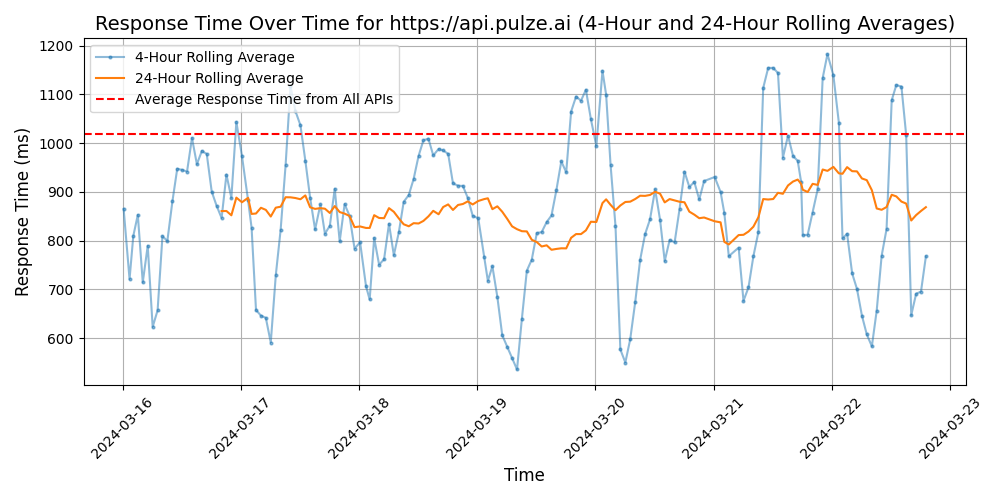 Response Time Over Time for https://api.pulze.ai (4-Hour and 24-Hour Rolling Averages)
4-Hour Rolling Average
24-Hour Rolling Average
Average Response Time from All APIs
Response Time (ms)
1200
1100
1000
900
800
700
600
2024-03-16
2024-03-17
2024-03-18
2024-03-19
2024-03-20
2024-03-21
2024-03-22
2024-03-23
Time